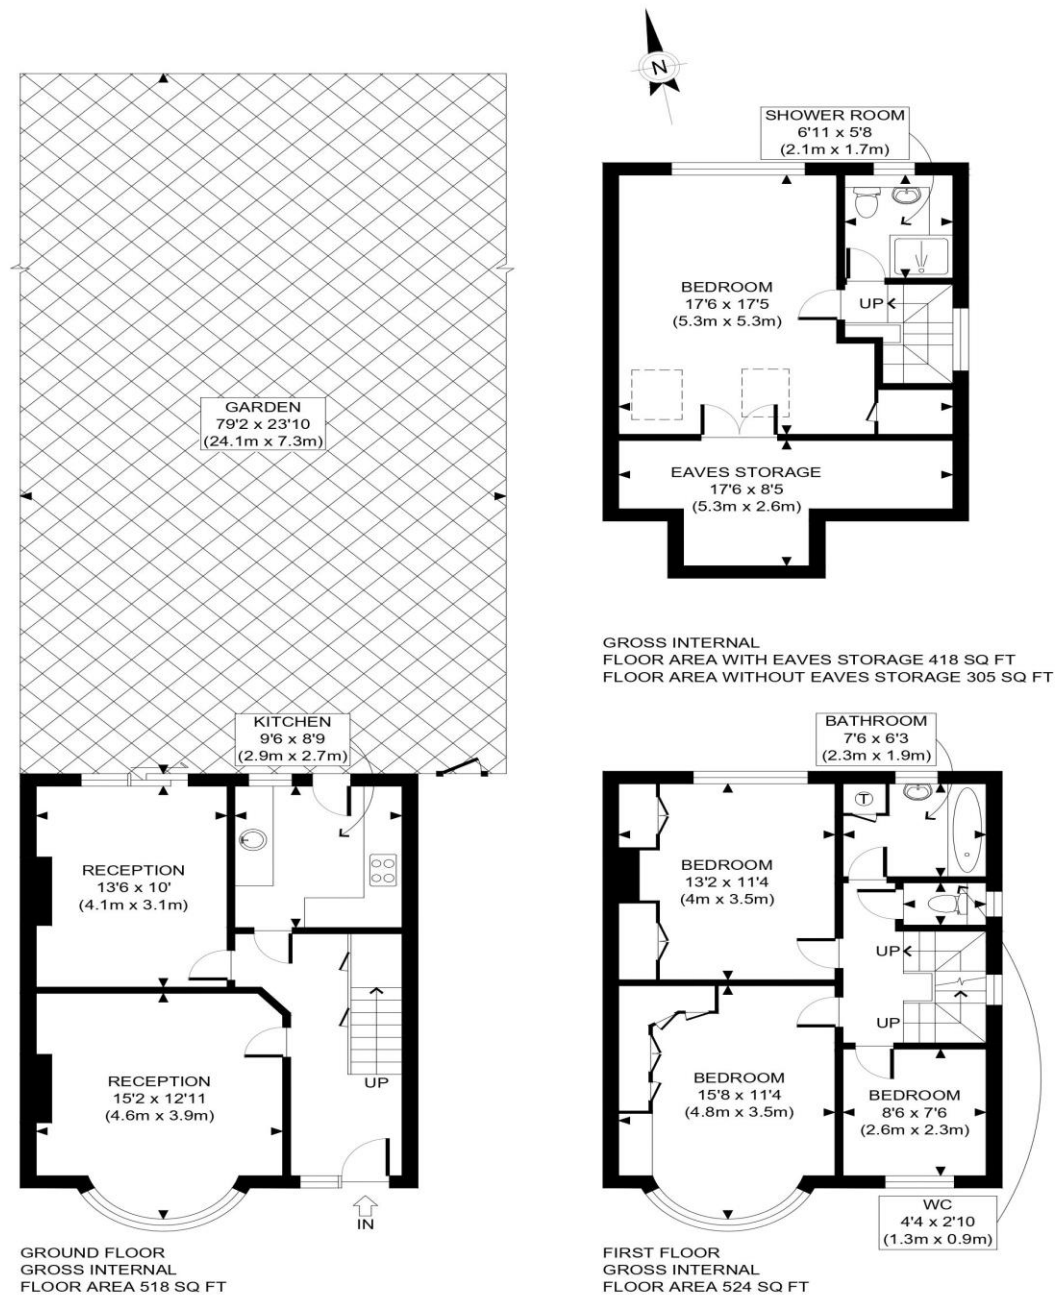 N
SHOWER ROOM
6'11 x 5'8
(2.1m x 1.7m)
BEDROOM
17'6 x 17'5
(5.3m x 5.3m)
UP
EAVES STORAGE
17'6 x 8'5
(5.3m x 2.6m)
GROSS INTERNAL
FLOOR AREA WITH EAVES STORAGE 418 SQ FT
FLOOR AREA WITHOUT EAVES STORAGE 305 SQ FT
GARDEN
79'2 x 23'10
(24.1m x 7.3m)
KITCHEN
9'6 x 8'9
(2.9m x 2.7m)
RECEPTION
13'6 x 10'
(4.1m x 3.1m)
RECEPTION
15'2 x 12'11
(4.6m x 3.9m)
UP
IN
GROUND FLOOR
GROSS INTERNAL
FLOOR AREA 518 SQ FT
BATHROOM
7'6 x 6'3
(2.3m x 1.9m)
T
BEDROOM
13'2 x 11'4
(4m x 3.5m)
UP
UP
BEDROOM
15'8 x 11'4
(4.8m x 3.5m)
BEDROOM
8'6 x 7'6
(2.6m x 2.3m)
WC
4'4 x 2'10
(1.3m x 0.9m)
FIRST FLOOR
GROSS INTERNAL
FLOOR AREA 524 SQ FT